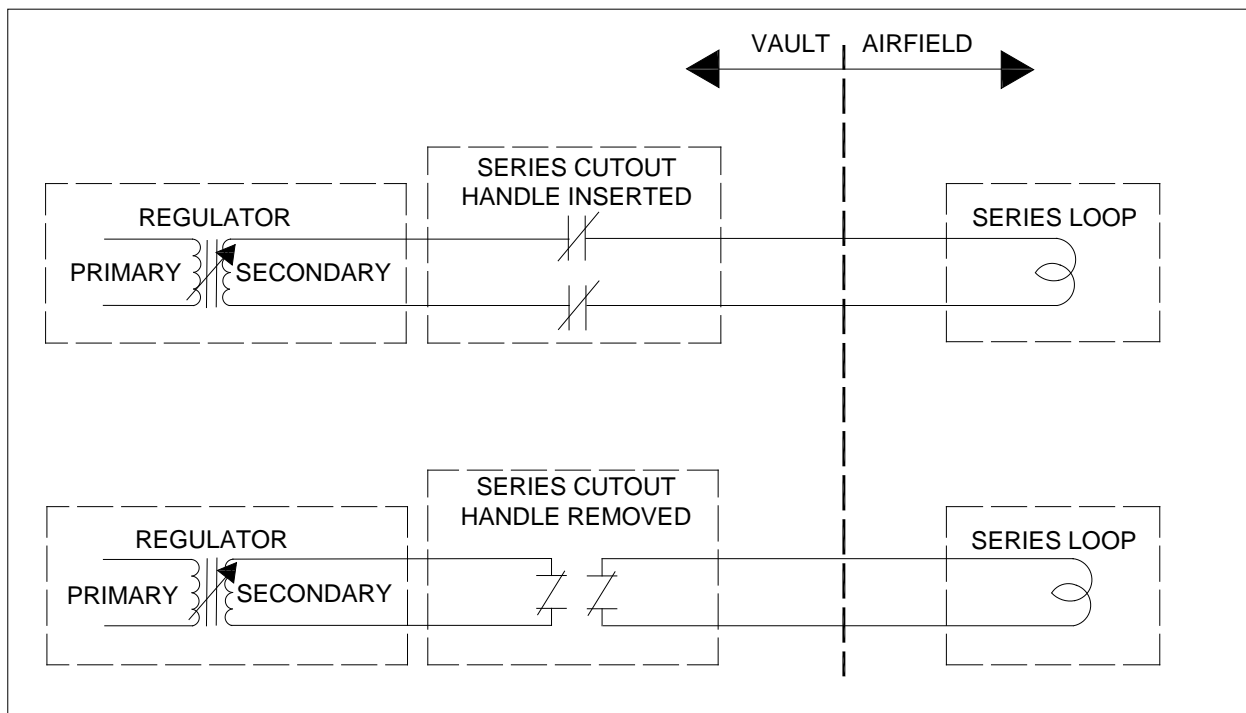 VAULT AIRFIELD
SERIES CUTOUT
HANDLE INSERTED
REGULATOR
SERIES LOOP
PRIMARY SECONDARY
SERIES CUTOUT
HANDLE REMOVED
REGULATOR
SERIES LOOP
PRIMARY SECONDARY